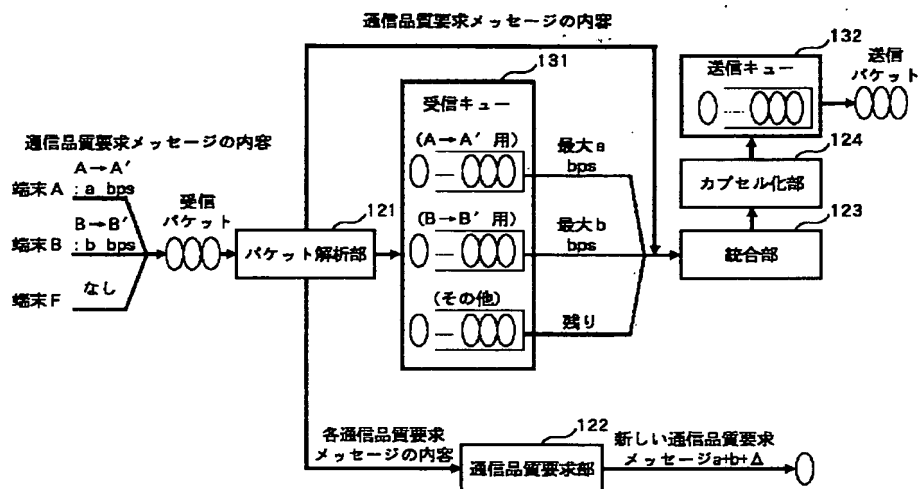 通信品質要求メッセージの内容
132
送信キュー
送信
パケット
131
受信キュー
通信品質要求メッセージの内容
(A→A′ 用)
最大a
bps
124
カプセル化部
A→A′
端末A
: a bps
受信
パケット
121
B→B′
端末B
: b bps
パケット解析部
(B→B′ 用)
最大b
bps
123
統合部
なし
端末F
(その他)
残り
各通信品質要求
メッセージの内容
122
通信品質要求部
新しい通信品質要求
メッセージa+b+Δ